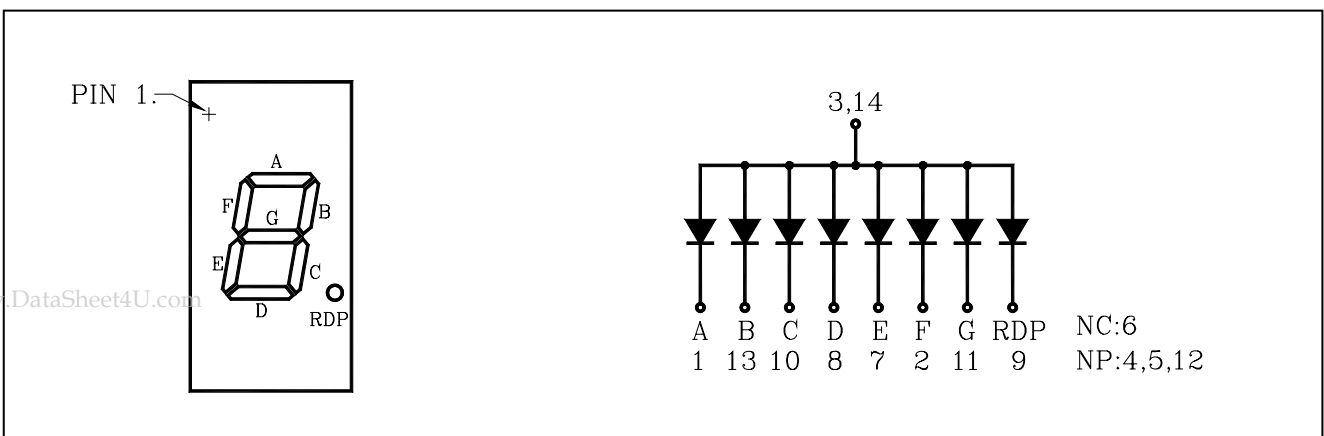 PIN 1.
A
F
B
G
E
C
D
RDP
.DataSheet4U.com
3,14
A B C D E F G RDP
1 13 10 8 7 2 11 9
NC:6
NP:4,5,12